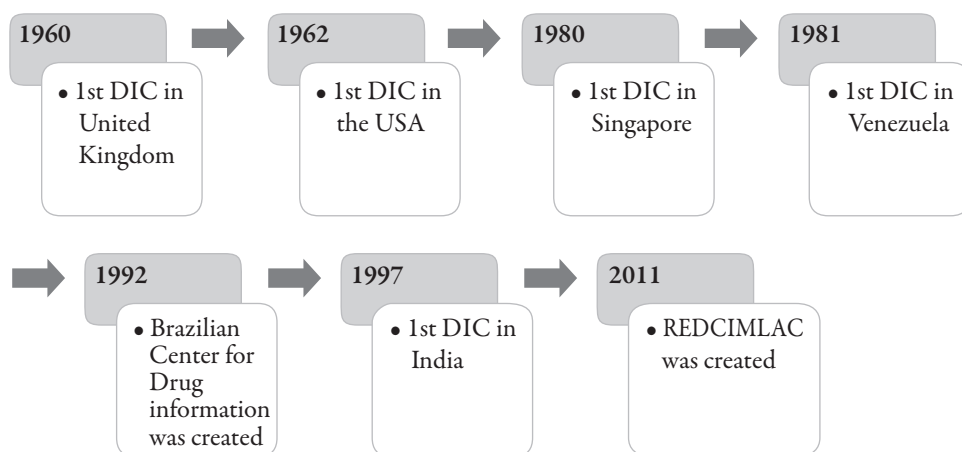 1960
• 1st DIC in
United
Kingdom
1962
• 1st DIC in
the USA
1980
• 1st DIC in
Singapore
1981
• 1st DIC in
Venezuela
1992
• Brazilian
Center for
Drug
information
was created
1997
• 1st DIC in
India
2011
• REDCIMLAC
was created